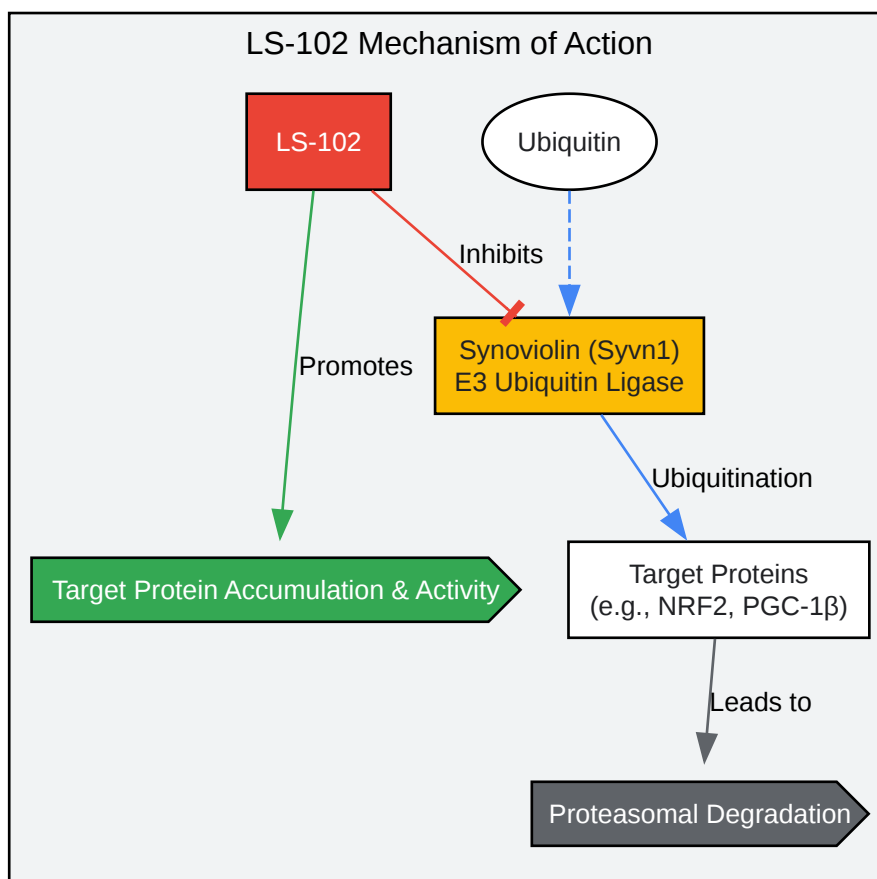 LS-102 Mechanism of Action
LS-102
Ubiquitin
Inhibits
Synoviolin (Syvn1)
E3 Ubiquitin Ligase
Promotes
Ubiquitination
Target Protein Accumulation & Activity
Target Proteins
(e.g., NRF2, PGC-1β)
Leads to
Proteasomal Degradation